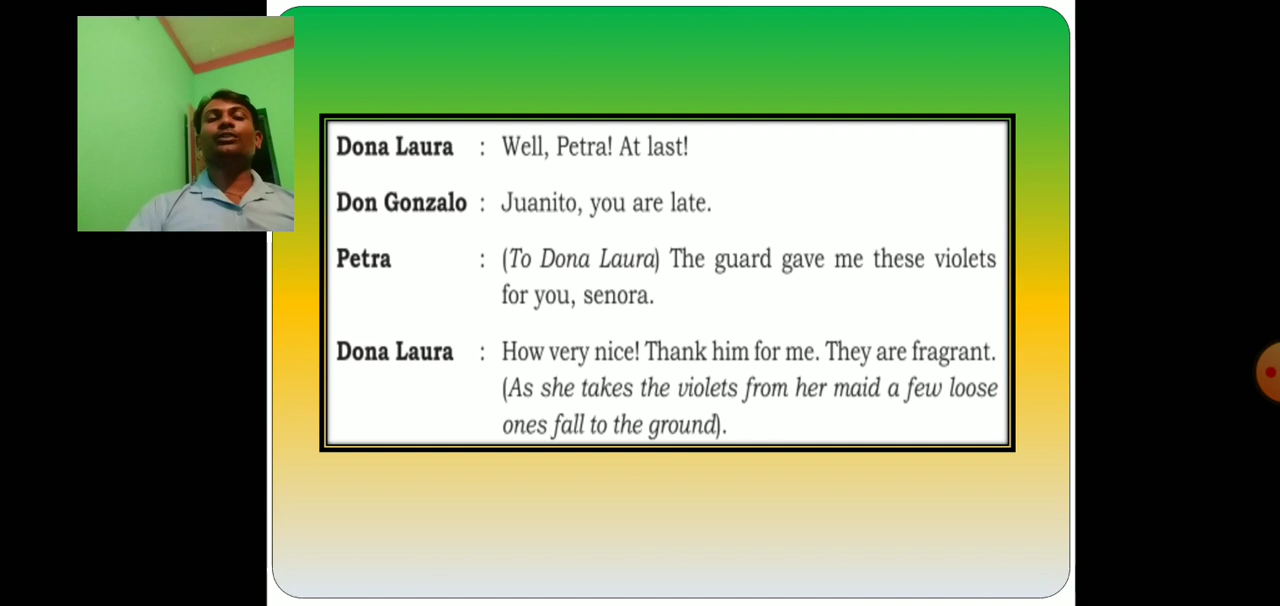 Dona Laura : Well, Petra! At last!
Don Gonzalo : Juanito, you are late.
Petra : (To Dona Laura) The guard gave me these violets
for you, senora.
Dona Laura : How very nice! Thank him for me. They are fragrant.
(As she takes the violets from her maid a few loose
ones fall to the ground).